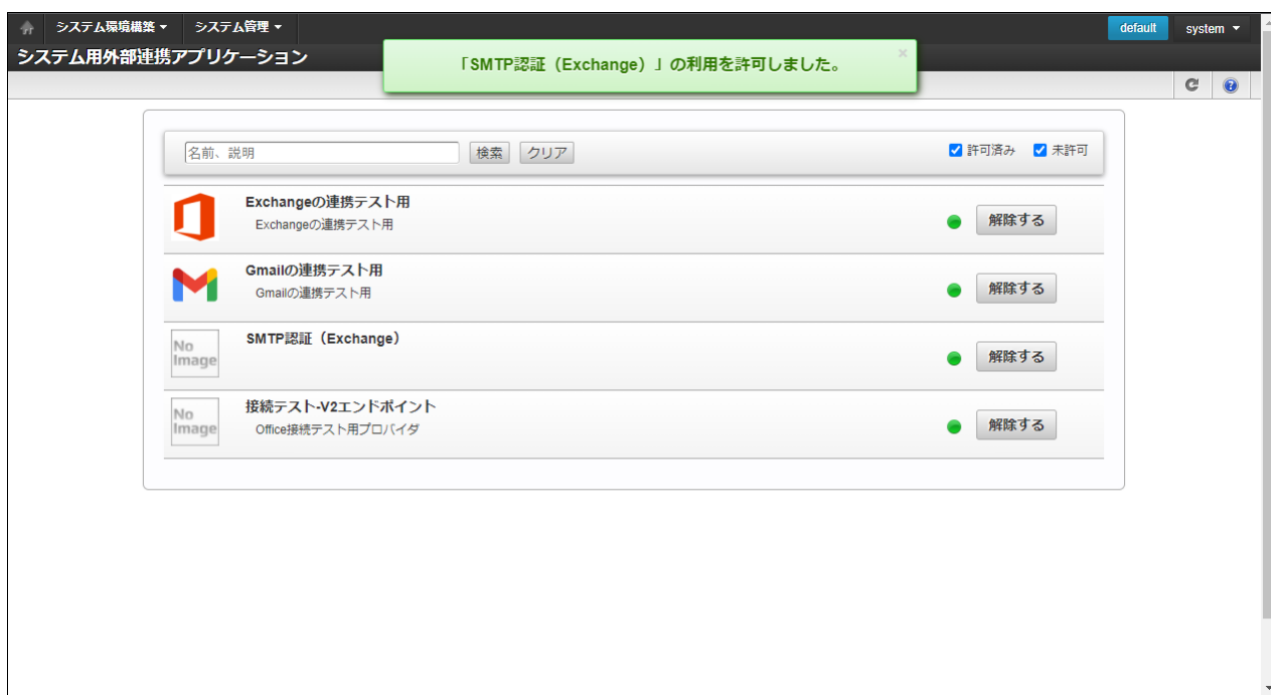 システム環境構築 システム管理 default system
システム用外部連携アプリケーション
「SMTP認証（Exchange）」の利用を許可しました。 ×
名前、説明 検索 クリア 許可済み 未許可
Exchangeの連携テスト用
Exchangeの連携テスト用
解除する
Gmailの連携テスト用
Gmailの連携テスト用
解除する
No Image
SMTP認証（Exchange）
解除する
No Image
接続テスト-V2エンドポイント
Office接続テスト用プロバイダ
解除する